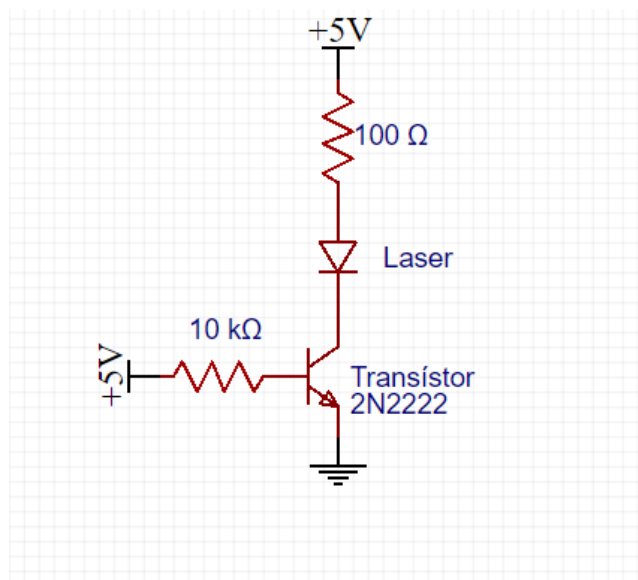 +5V
100 Ω
Laser
10 kΩ
+5V
Transístor
2N2222